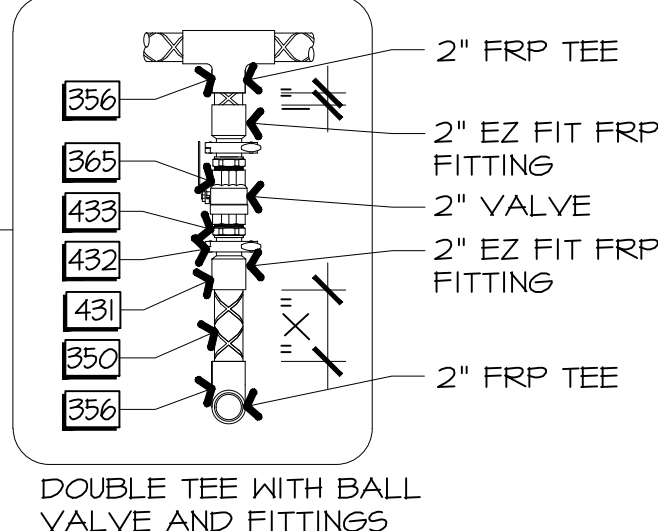 2" FRP TEE
356
2" EZ FIT FRP
FITTING
365
433
2" VALVE
432
2" EZ FIT FRP
FITTING
431
X
350
2" FRP TEE
356
DOUBLE TEE WITH BALL
VALVE AND FITTINGS